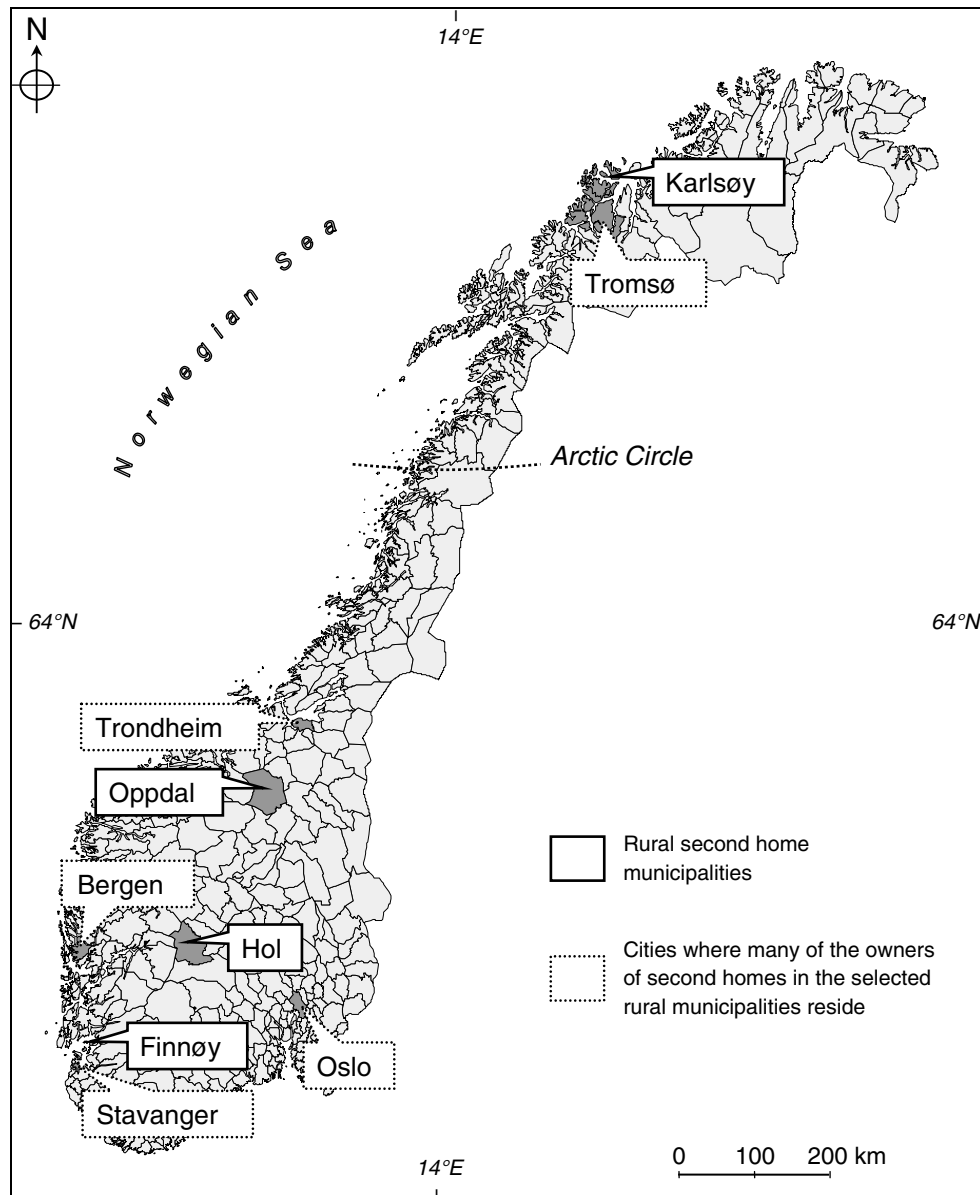 14°E
N
Karlsøy
Tromsø
Norwegian Sea
Arctic Circle
64°N
64°N
Trondheim
Oppdal
Bergen
Hol
Finnøy
Oslo
Stavanger
Rural second home
municipalities
Cities where many of the owners
of second homes in the selected
rural municipalities reside
14°E
0 100 200 km